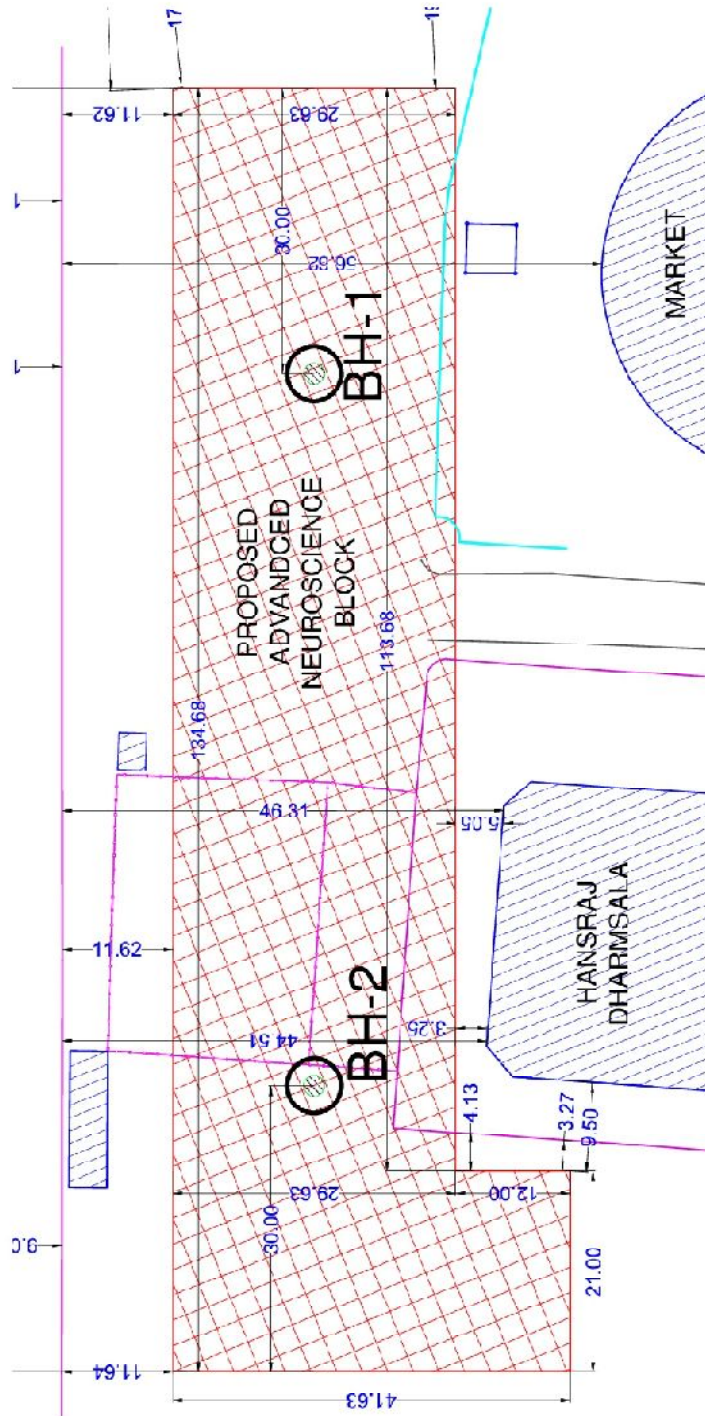 17
11.62
29.63
30.00
56.62
MARKET
BH-1
PROPOSED
ADVANDCED
NEUROSCIENCE
BLOCK
113.68
134.68
46.31
5.05
HANSRAJ
DHARMSALA
11.62
BH-2
3.25
44.51
4.13
3.27
9.50
29.63
12.00
30.00
21.00
11.64
41.63